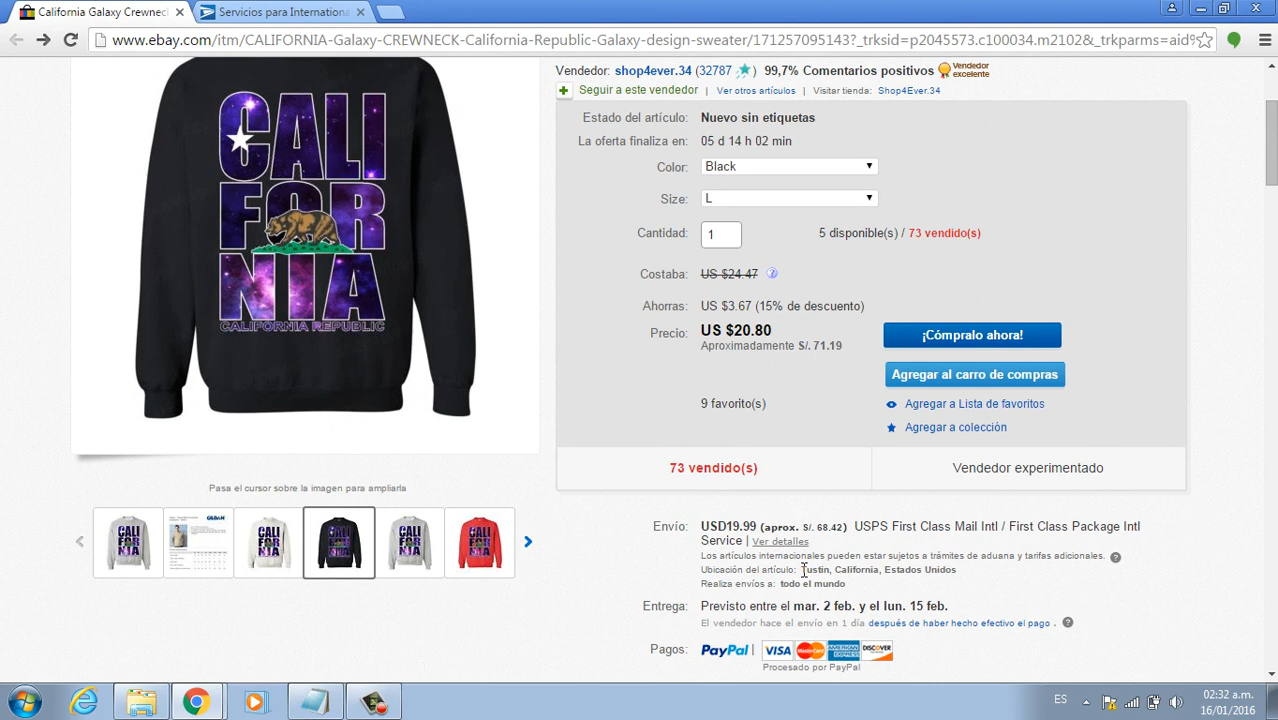 California Galaxy Crewneck
Servicios para Internationa
www.ebay.com/itm/CALIFORNIA-Galaxy-CREWNECK-California-Republic-Galaxy-design-sweater/171257095143?_trksid=p2045573.c100034.m2102&_trkparms=aid%
Vendedor: shop4ever.34 (32787 ) 99,7% Comentarios positivos Vendedor excelente
Seguir a este vendedor | Ver otros artículos | Visitar tienda: Shop4Ever.34
CALI
FOR
NIA
CALIFORNIA REPUBLIC
Estado del artículo: Nuevo sin etiquetas
La oferta finaliza en: 05 d 14 h 02 min
Color: Black
Size: L
Cantidad: 1 5 disponible(s) / 73 vendido(s)
Costaba: US $24.47
Ahorras: US $3.67 (15% de descuento)
Precio: US $20.80
Aproximadamente S/. 71.19
¡Cómpralo ahora!
Agregar al carro de compras
9 favorito(s)
Agregar a Lista de favoritos
Agregar a colección
73 vendido(s) Vendedor experimentado
Pasa el cursor sobre la imagen para ampliarla
GILDAN
Envío: USD19.99 (aprox. S/. 68.42) USPS First Class Mail Intl / First Class Package Intl
Service | Ver detalles
Los artículos internacionales pueden estar sujetos a trámites de aduana y tarifas adicionales.
Ubicación del artículo: Tustin, California, Estados Unidos
Realiza envíos a: todo el mundo
Entrega: Previsto entre el mar. 2 feb. y el lun. 15 feb.
El vendedor hace el envío en 1 día después de haber hecho efectivo el pago .
Pagos: PayPal | VISA MasterCard AMERICAN EXPRESS DISCOVER
Procesado por PayPal
ES
02:32 a.m.
16/01/2016